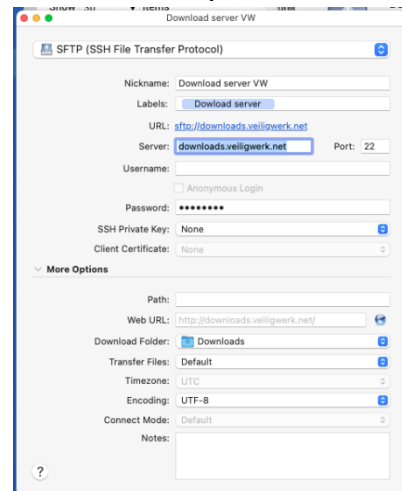 Show 30 Items
Download server VW
SFTP (SSH File Transfer Protocol)
Nickname: Download server VW
Labels: Dowload server
URL: sftp://downloads.veiligwerk.net
Server: downloads.veiligwerk.net Port: 22
Username:
Anonymous Login
Password: ••••••••
SSH Private Key: None
Client Certificate: None
More Options
Path:
Web URL: http://downloads.veiligwerk.net/
Download Folder: Downloads
Transfer Files: Default
Timezone: UTC
Encoding: UTF-8
Connect Mode: Default
Notes:
?